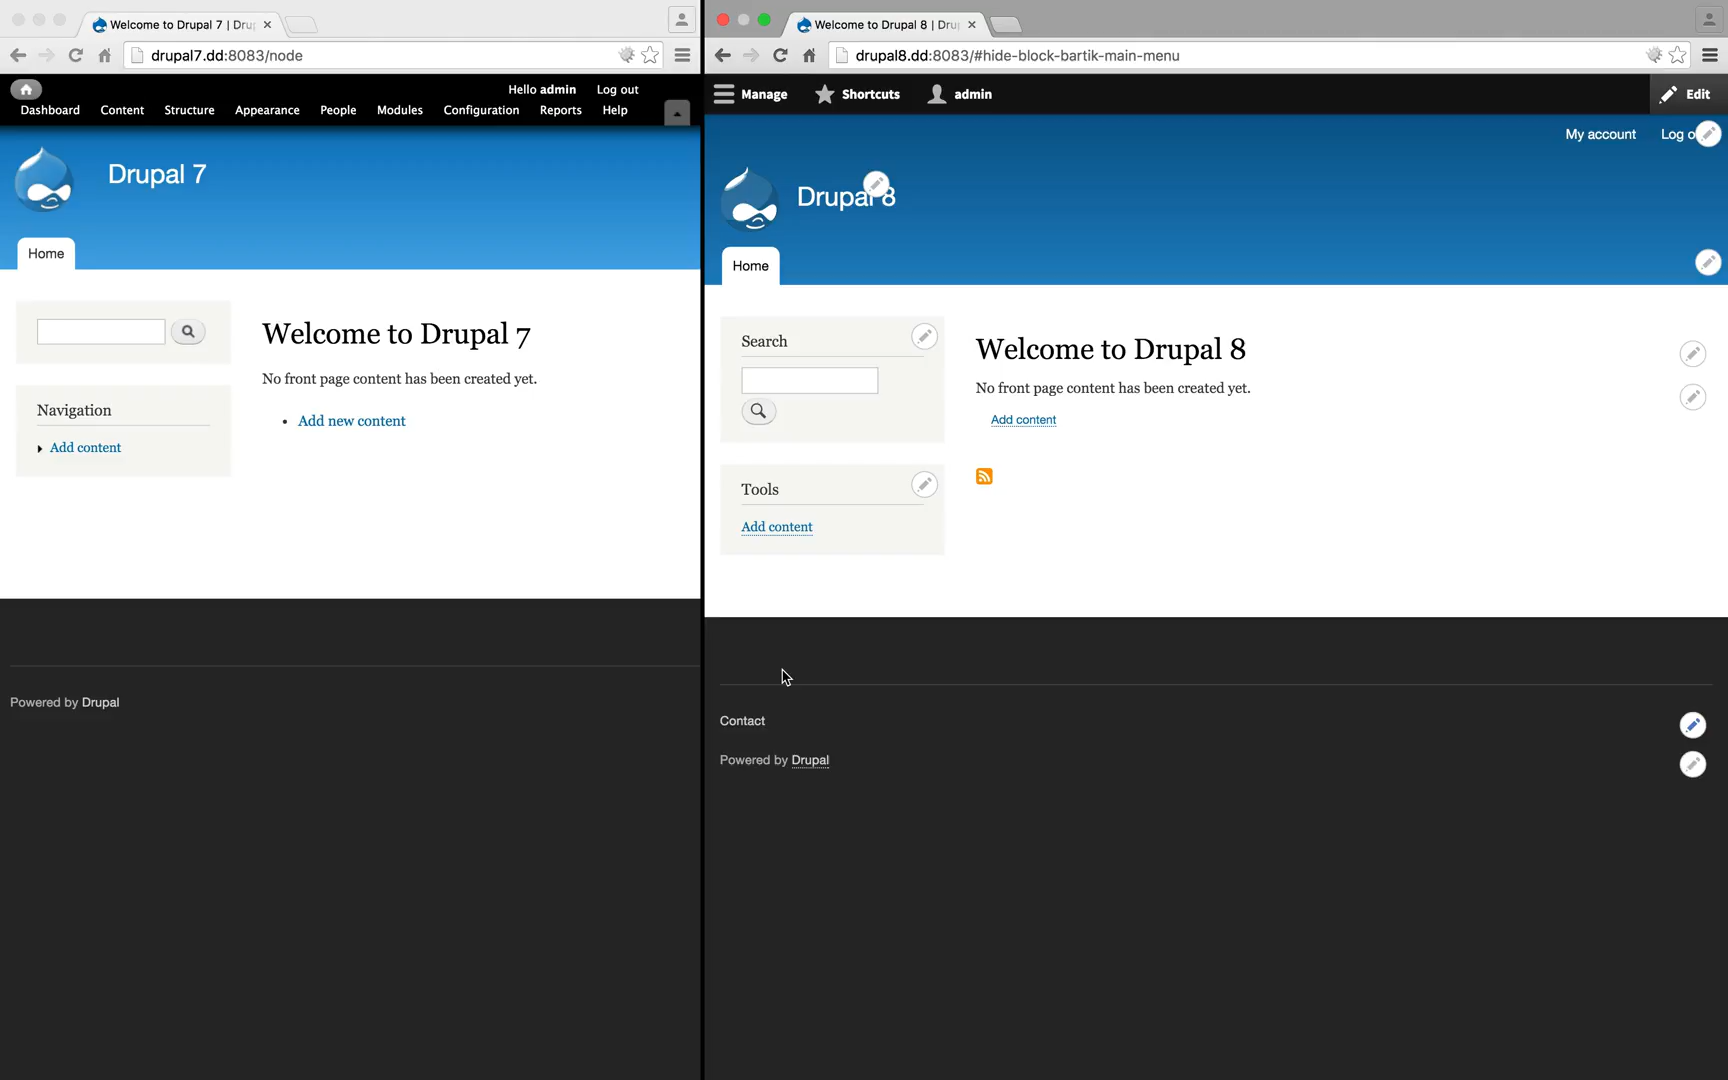 Welcome to Drupal 7 | Dru
drupal7.dd:8083/node
Hello admin Log out
Dashboard Content Structure Appearance People Modules Configuration Reports Help
Drupal 7
Home
Welcome to Drupal 7
No front page content has been created yet.
Navigation
Add new content
Add content
Powered by Drupal
Welcome to Drupal 8 | Dru
drupal8.dd:8083/#hide-block-bartik-main-menu
Manage Shortcuts admin Edit
My account Log o
Drupal 8
Home
Search
Welcome to Drupal 8
No front page content has been created yet.
Add content
Tools
Add content
Contact
Powered by Drupal